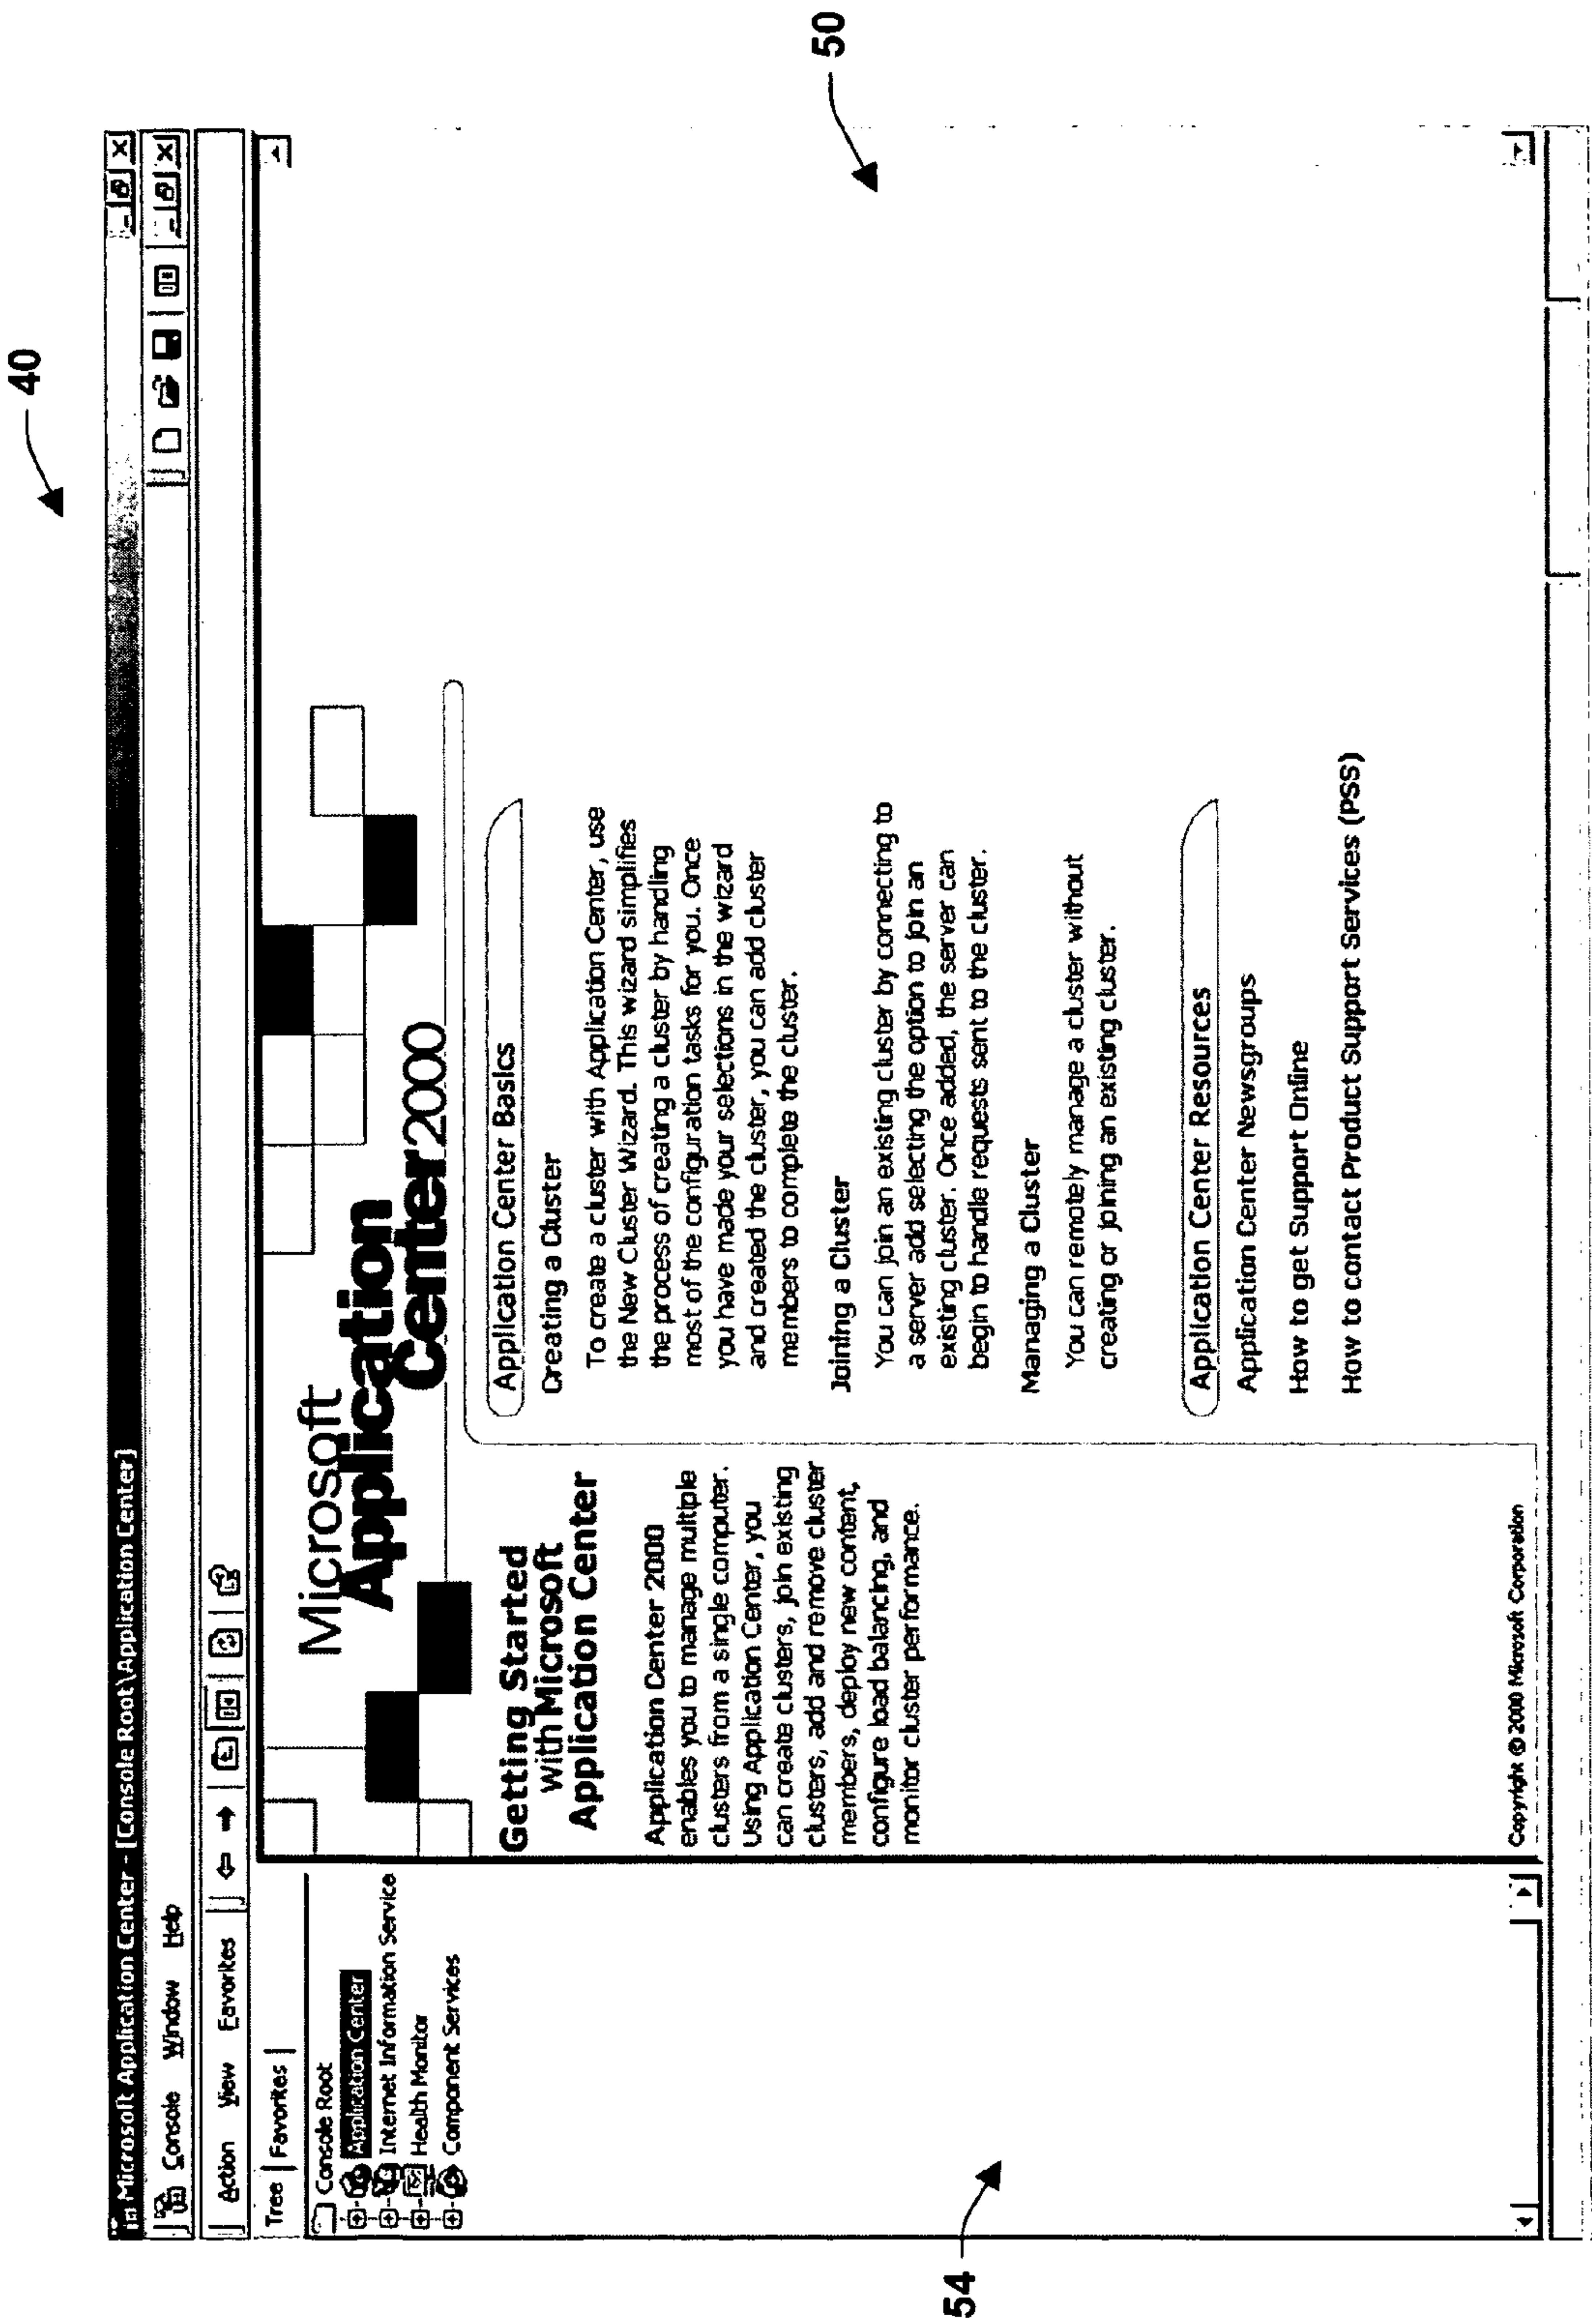 40
Microsoft Application Center - [Console Root\Application Center]
Console Window Help
Action View Favorites
Tree | Favorites |
Console Root
Application Center
Internet Information Service
Health Monitor
Component Services
Microsoft
Application
Center2000
Getting Started
with Microsoft
Application Center
Application Center 2000
enables you to manage multiple
clusters from a single computer.
Using Application Center, you
can create clusters, join existing
clusters, add and remove cluster
members, deploy new content,
configure load balancing, and
monitor cluster performance.
Copyright © 2000 Microsoft Corporation
Application Center Basics
Creating a Cluster
To create a cluster with Application Center, use
the New Cluster Wizard. This wizard simplifies
the process of creating a cluster by handling
most of the configuration tasks for you. Once
you have made your selections in the wizard
and created the cluster, you can add cluster
members to complete the cluster.
Joining a Cluster
You can join an existing cluster by connecting to
a server add selecting the option to join an
existing cluster. Once added, the server can
begin to handle requests sent to the cluster.
Managing a Cluster
You can remotely manage a cluster without
creating or joining an existing cluster.
Application Center Resources
Application Center Newsgroups
How to get Support Online
How to contact Product Support Services (PSS)
50
54